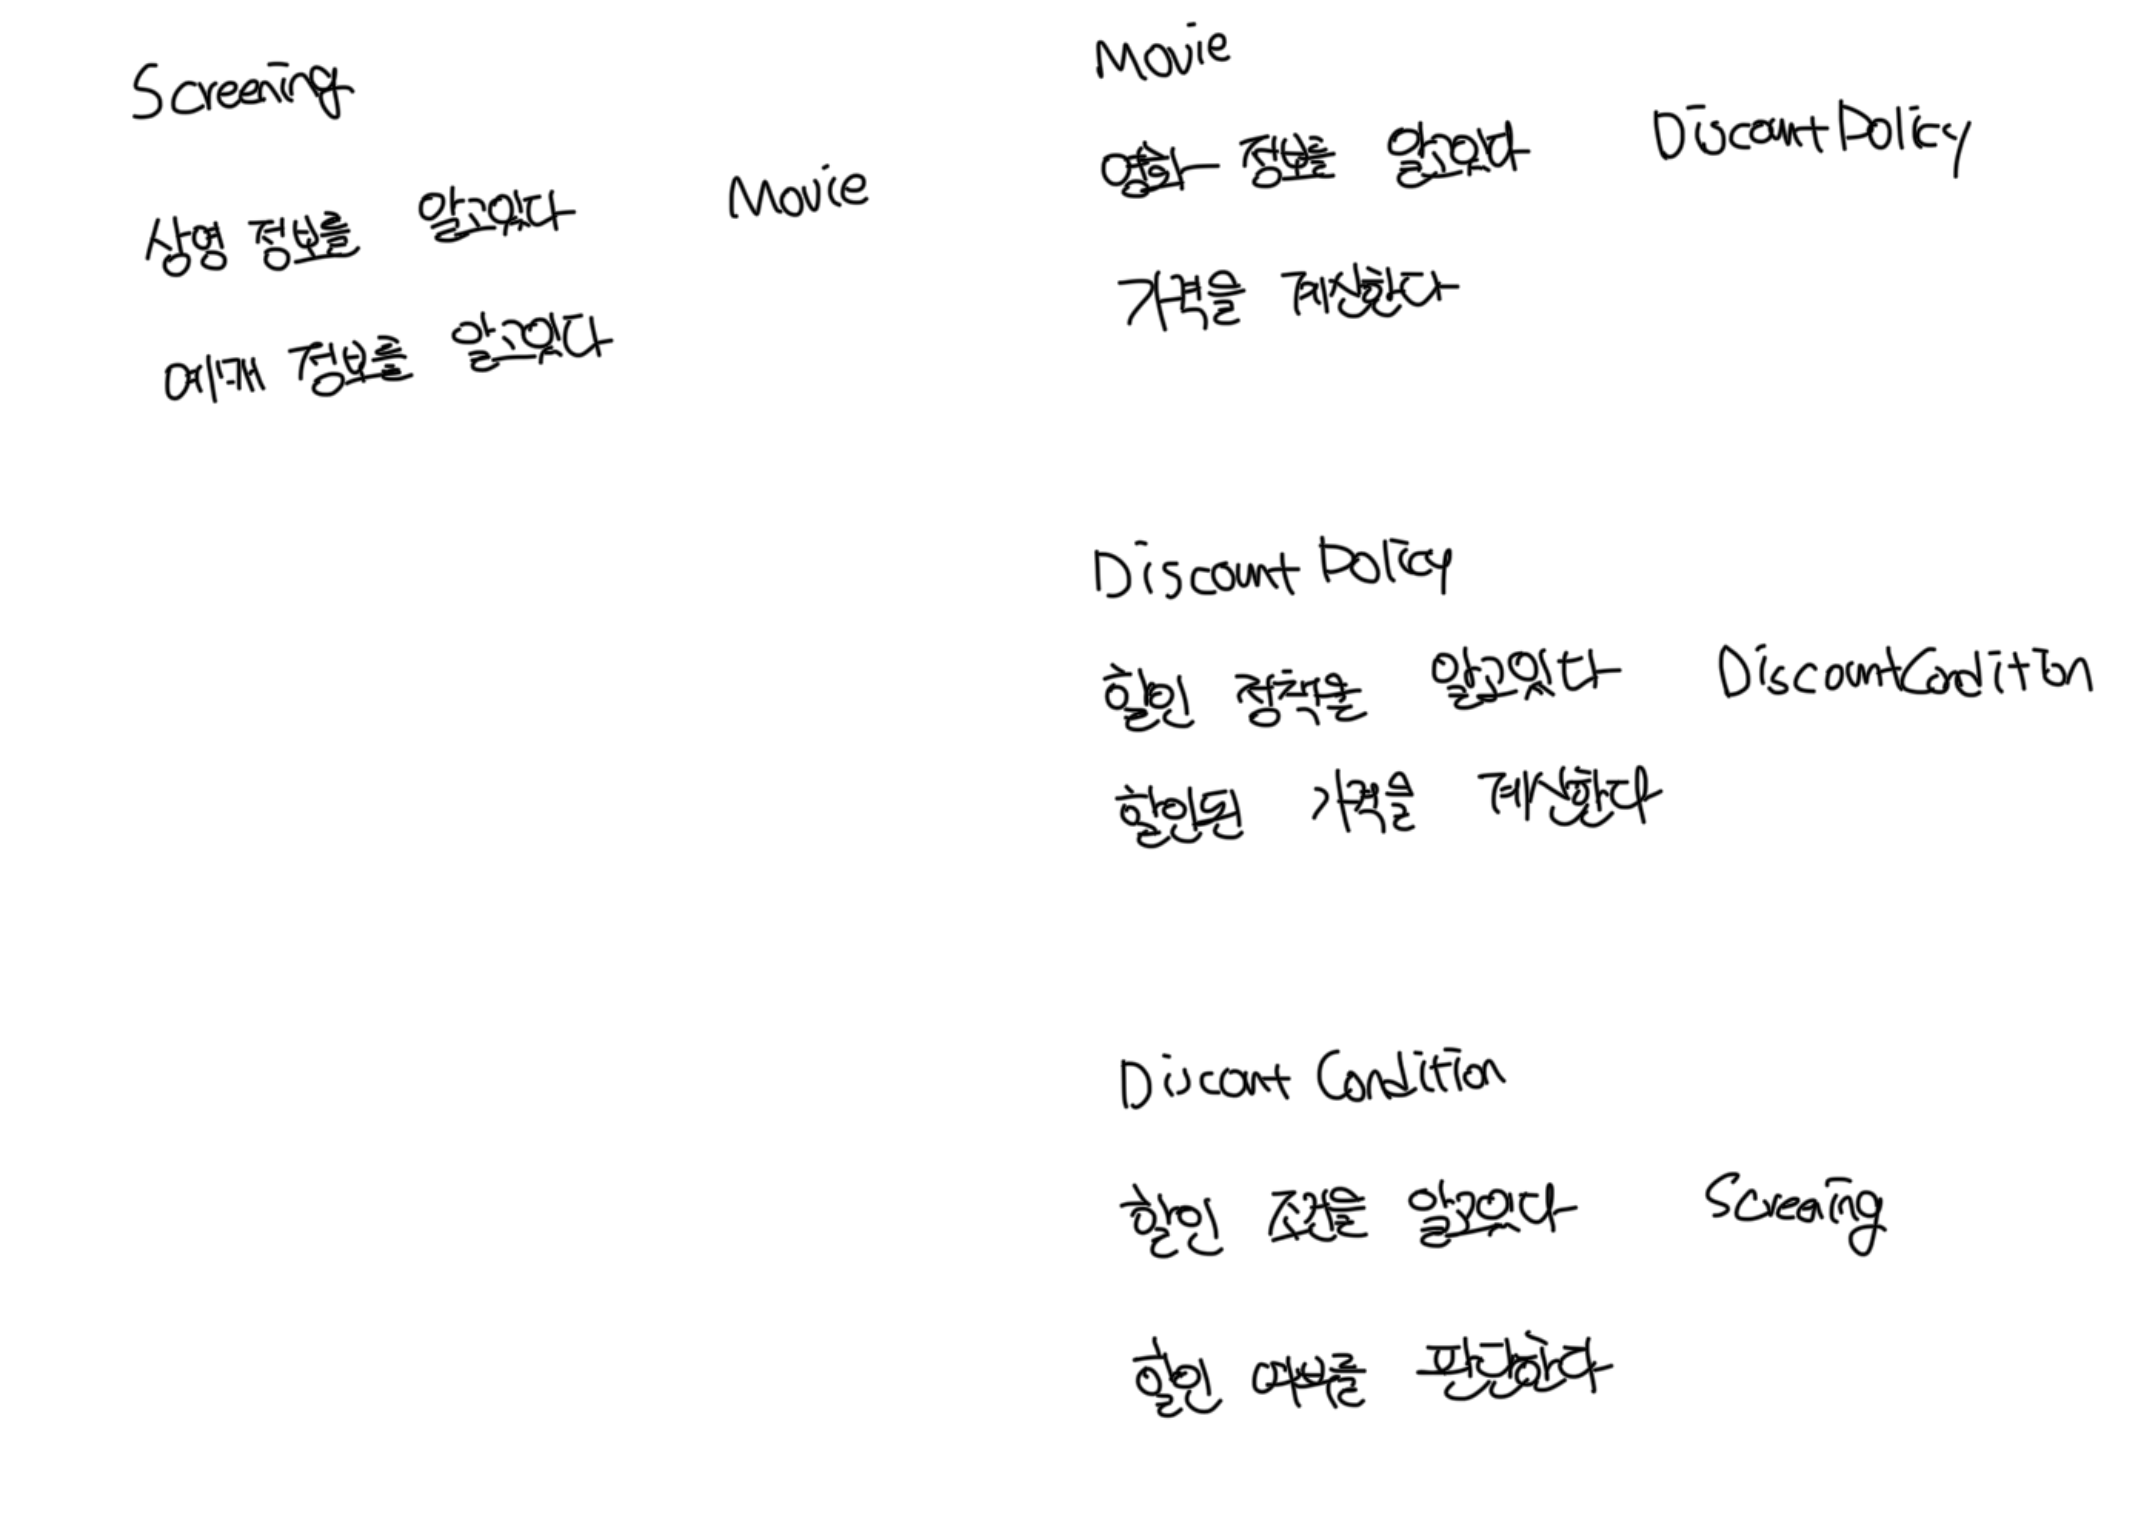 Screening
상영 정보를 알고있다 Movie
예매 정보를 알고있다
Movie
영화 정보를 알고있다 DiscountPolicy
가격을 계산한다
Discount Policy
할인 정책을 알고있다 DiscountCondition
할인된 가격을 계산한다
Discount Condition
할인 조건을 알고있다 Screening
할인 여부를 판단한다